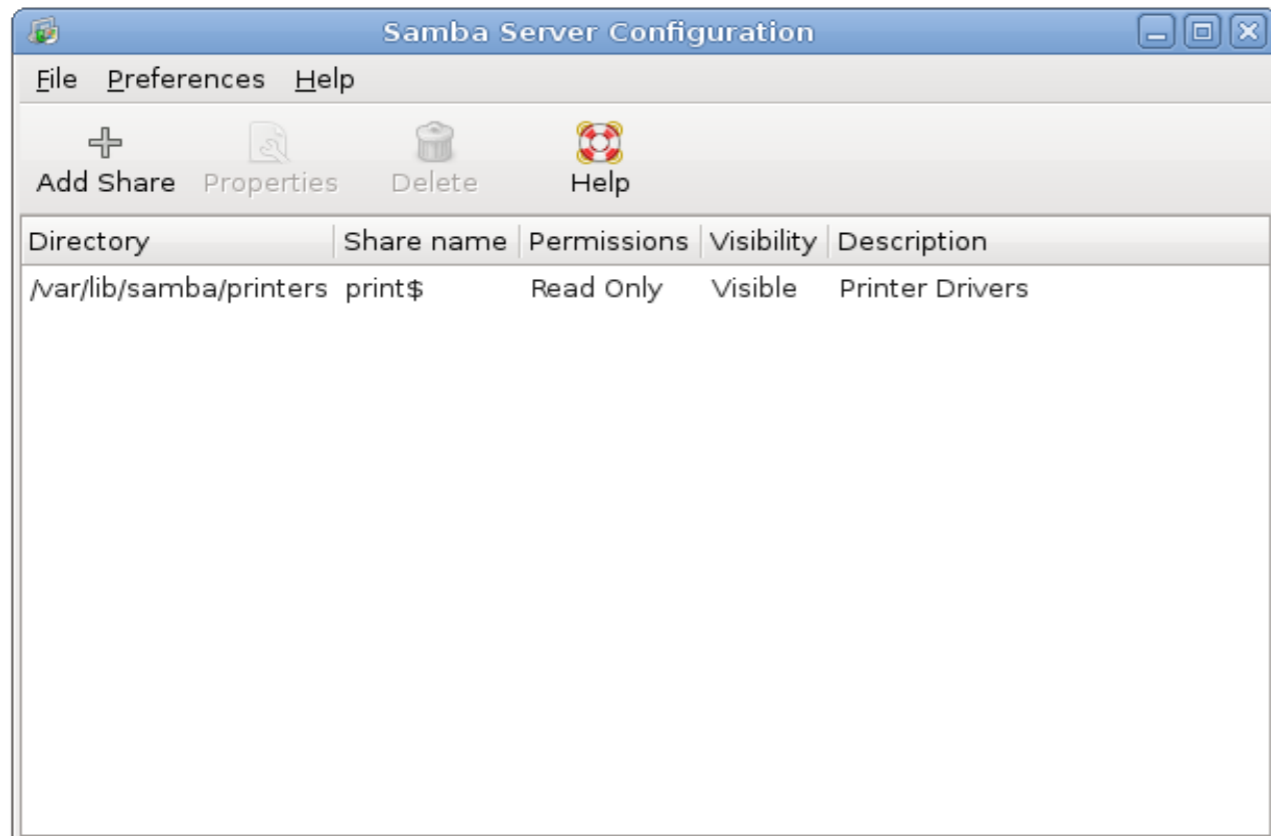 Samba Server Configuration
File Preferences Help
Add Share Properties Delete Help
Directory Share name Permissions Visibility Description
/var/lib/samba/printers print$ Read Only Visible Printer Drivers